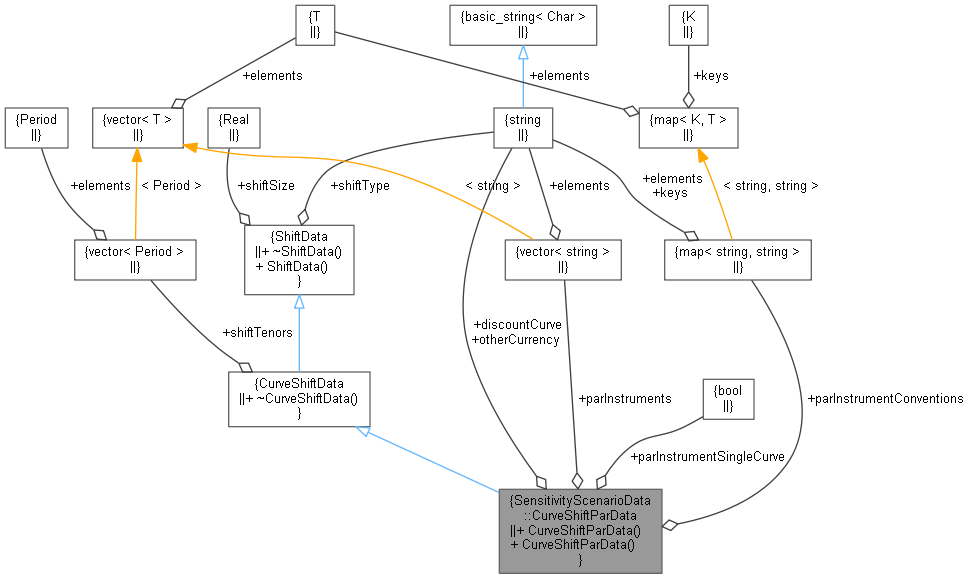 {T
||}
{basic_string< Char >
||}
{K
||}
+elements
+elements
+keys
{Period
||}
{vector< T >
||}
{Real
||}
{string
||}
{map< K, T >
||}
+elements
< Period >
+shiftSize
+shiftType
< string >
+elements
+elements
+keys
< string, string >
{vector< Period >
||}
{ShiftData
||+ ~ShiftData()
+ ShiftData()
}
{vector< string >
||}
{map< string, string >
||}
+shiftTenors
+discountCurve
+otherCurrency
{CurveShiftData
||+ ~CurveShiftData()
}
+parInstruments
{bool
||}
+parInstrumentConventions
+parInstrumentSingleCurve
{SensitivityScenarioData
::CurveShiftParData
||+ CurveShiftParData()
+ CurveShiftParData()
}